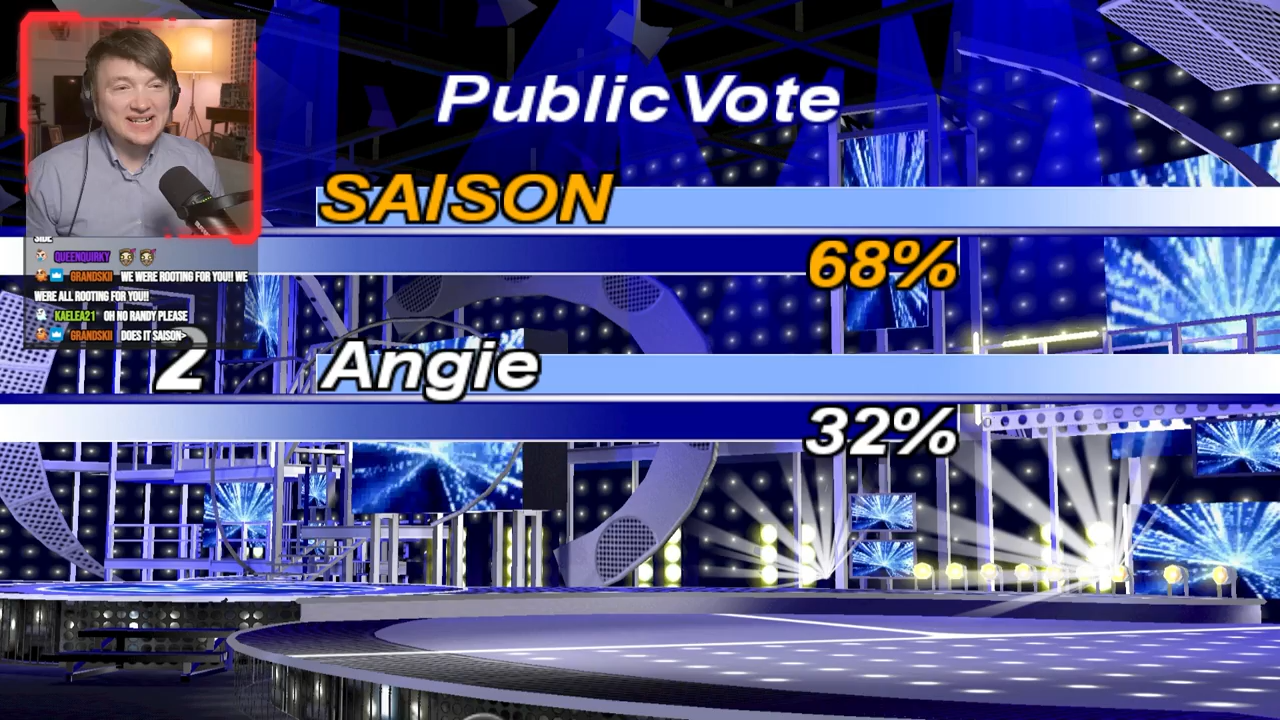 Public Vote
SAISON
68%
SIDE
QUEENQUIRKY
GRANDSKII WE WERE ROOTING FOR YOU!! WE
WERE ALL ROOTING FOR YOU!!
KAELEA21 OH NO RANDY PLEASE
GRANDSKII DOES IT SAISON>
2 Angie
32%